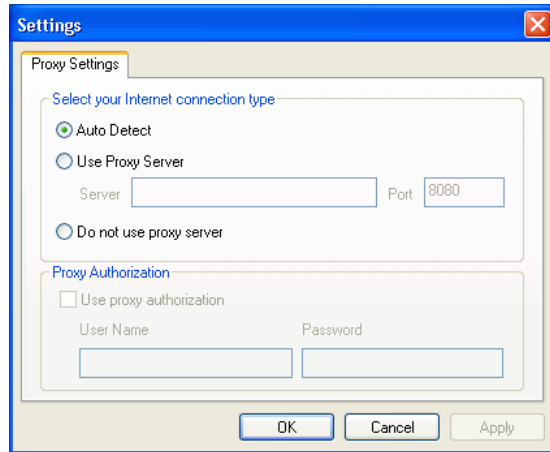 Settings
Proxy Settings
Select your Internet connection type
Auto Detect
Use Proxy Server
Server Port 8080
Do not use proxy server
Proxy Authorization
Use proxy authorization
User Name Password
OK Cancel Apply